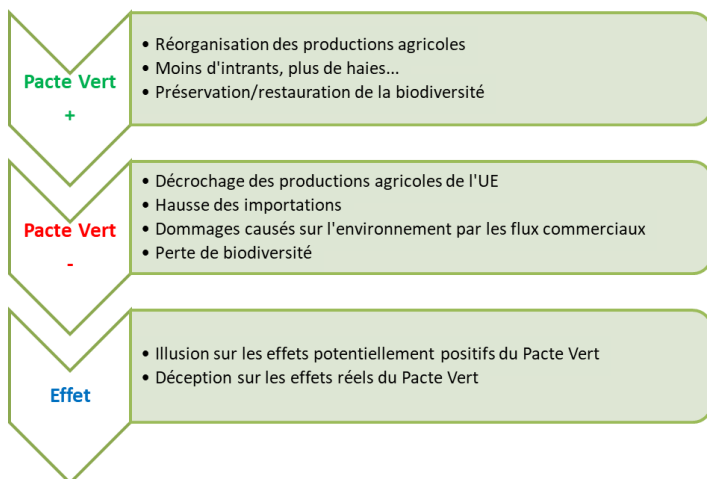 Pacte Vert
+
• Réorganisation des productions agricoles
• Moins d'intrants, plus de haies...
• Préservation/restauration de la biodiversité
Pacte Vert
-
• Décrochage des productions agricoles de l'UE
• Hausse des importations
• Dommages causés sur l'environnement par les flux commerciaux
• Perte de biodiversité
Effet
• Illusion sur les effets potentiellement positifs du Pacte Vert
• Déception sur les effets réels du Pacte Vert